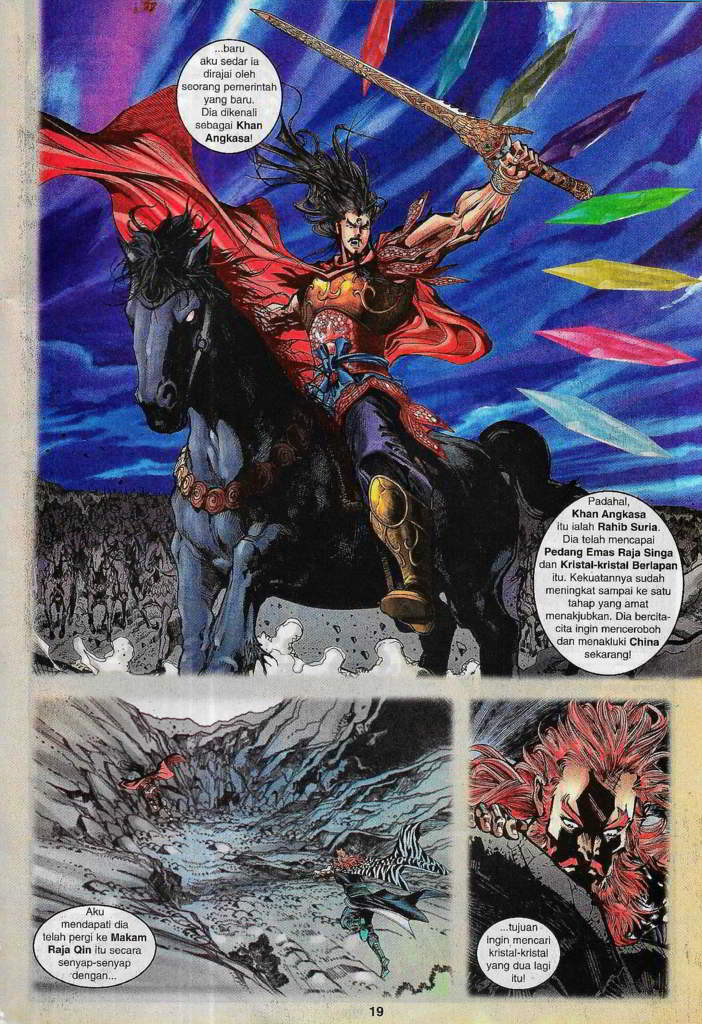 ...baru
aku sedar ia
dirajai oleh
seorang pemerintah
yang baru.
Dia dikenali
sebagai Khan
Angkasa!
Padahal,
Khan Angkasa
itu ialah Rahib Suria.
Dia telah mencapai
Pedang Emas Raja Singa
dan Kristal-kristal Berlapan
itu. Kekuatannya sudah
meningkat sampai ke satu
tahap yang amat
menakjubkan. Dia bercita-
cita ingin menceroboh
dan menakluki China
sekarang!
Aku
mendapati dia
telah pergi ke Makam
Raja Qin itu secara
senyap-senyap
dengan...
...tujuan
ingin mencari
kristal-kristal
yang dua lagi
itu!
19